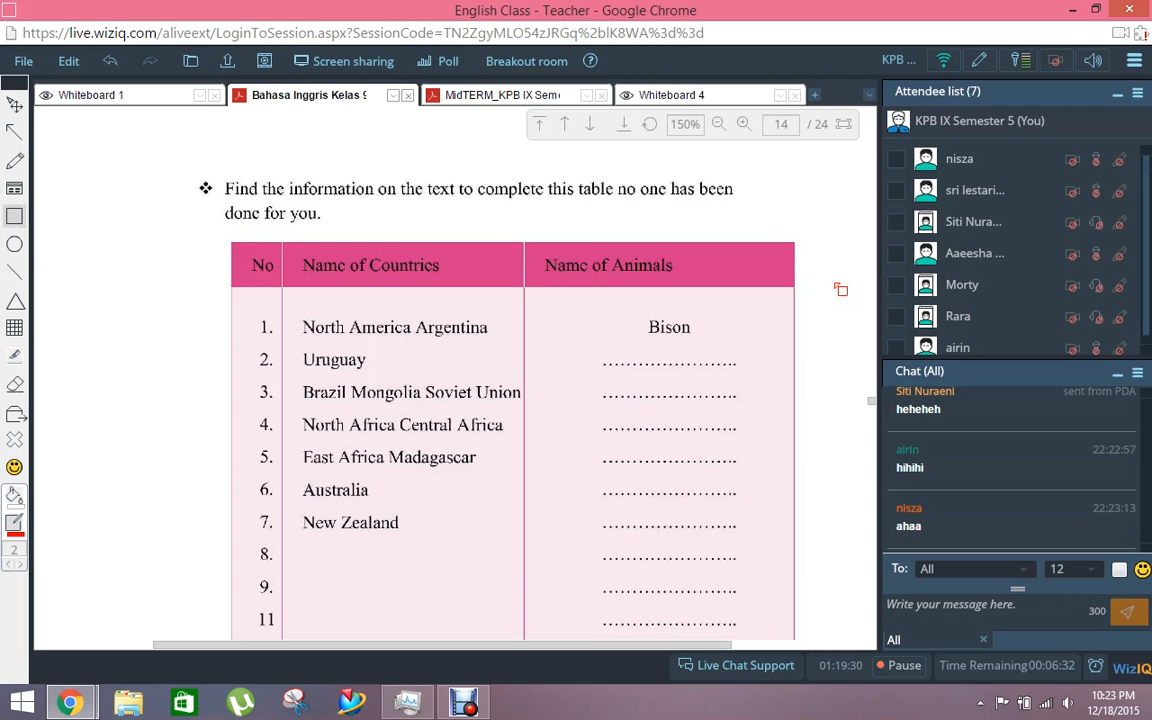 English Class - Teacher - Google Chrome
https://live.wiziq.com/aliveext/LoginToSession.aspx?SessionCode=TN2ZgyMLO54zJRGq%2blK8WA%3d%3d
File Edit Screen sharing Poll Breakout room ? KPB ...
Whiteboard 1 Bahasa Inggris Kelas 9 MidTERM_KPB IX Sem Whiteboard 4
150% 14 / 24
Attendee list (7)
KPB IX Semester 5 (You)
nisza
sri lestari...
Siti Nura...
Aaeesha ...
Morty
Rara
airin
Find the information on the text to complete this table no one has been
done for you.
No Name of Countries Name of Animals
1. North America Argentina Bison
2. Uruguay ........................
3. Brazil Mongolia Soviet Union ........................
4. North Africa Central Africa ........................
5. East Africa Madagascar ........................
6. Australia ........................
7. New Zealand ........................
8. ........................
9. ........................
11 ........................
2
Chat (All)
Siti Nuraeni sent from PDA
heheheh
airin 22:22:57
hihihi
nisza 22:23:13
ahaa
To: All 12
Write your message here. 300
All
Live Chat Support 01:19:30 Pause Time Remaining 00:06:32 WizIQ
10:23 PM
12/18/2015